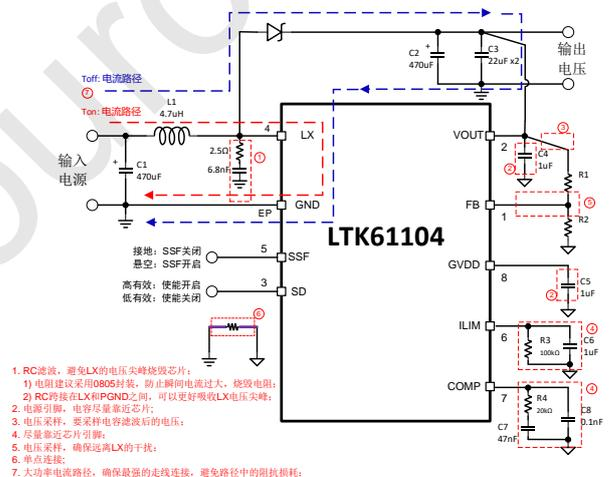 Toff: 电流路径
⑦
Ton: 电流路径
L1
4.7uH
输入
电源
+
C1
470uF
2.5Ω
6.8nF
①
4
LX
GND
EP
接地：SSF关闭
悬空：SSF开启
5
SSF
高有效：使能开启
低有效：使能关闭
3
SD
⑥
LTK61104
C2
470uF
+
C3
22uF x2
输出
电压
VOUT
2
C4
1uF
②
③
R1
FB
1
R2
⑤
GVDD
8
C5
1uF
②
ILIM
6
R3
100kΩ
C6
1uF
④
COMP
7
R4
20kΩ
C7
47nF
C8
0.1nF
④
1. RC滤波，避免LX的电压尖峰烧毁芯片；
1) 电阻建议采用0805封装，防止瞬间电流过大，烧毁电阻；
2) RC跨接在LX和PGND之间，可以更好吸收LX电压尖峰；
2. 电源引脚，电容尽量靠近芯片；
3. 电压采样，要采样电容滤波后的电压；
4. 尽量靠近芯片引脚；
5. 电压采样，确保远离LX的干扰；
6. 单点连接；
7. 大功率电流路径，确保最强的走线连接，避免路径中的阻抗损耗；